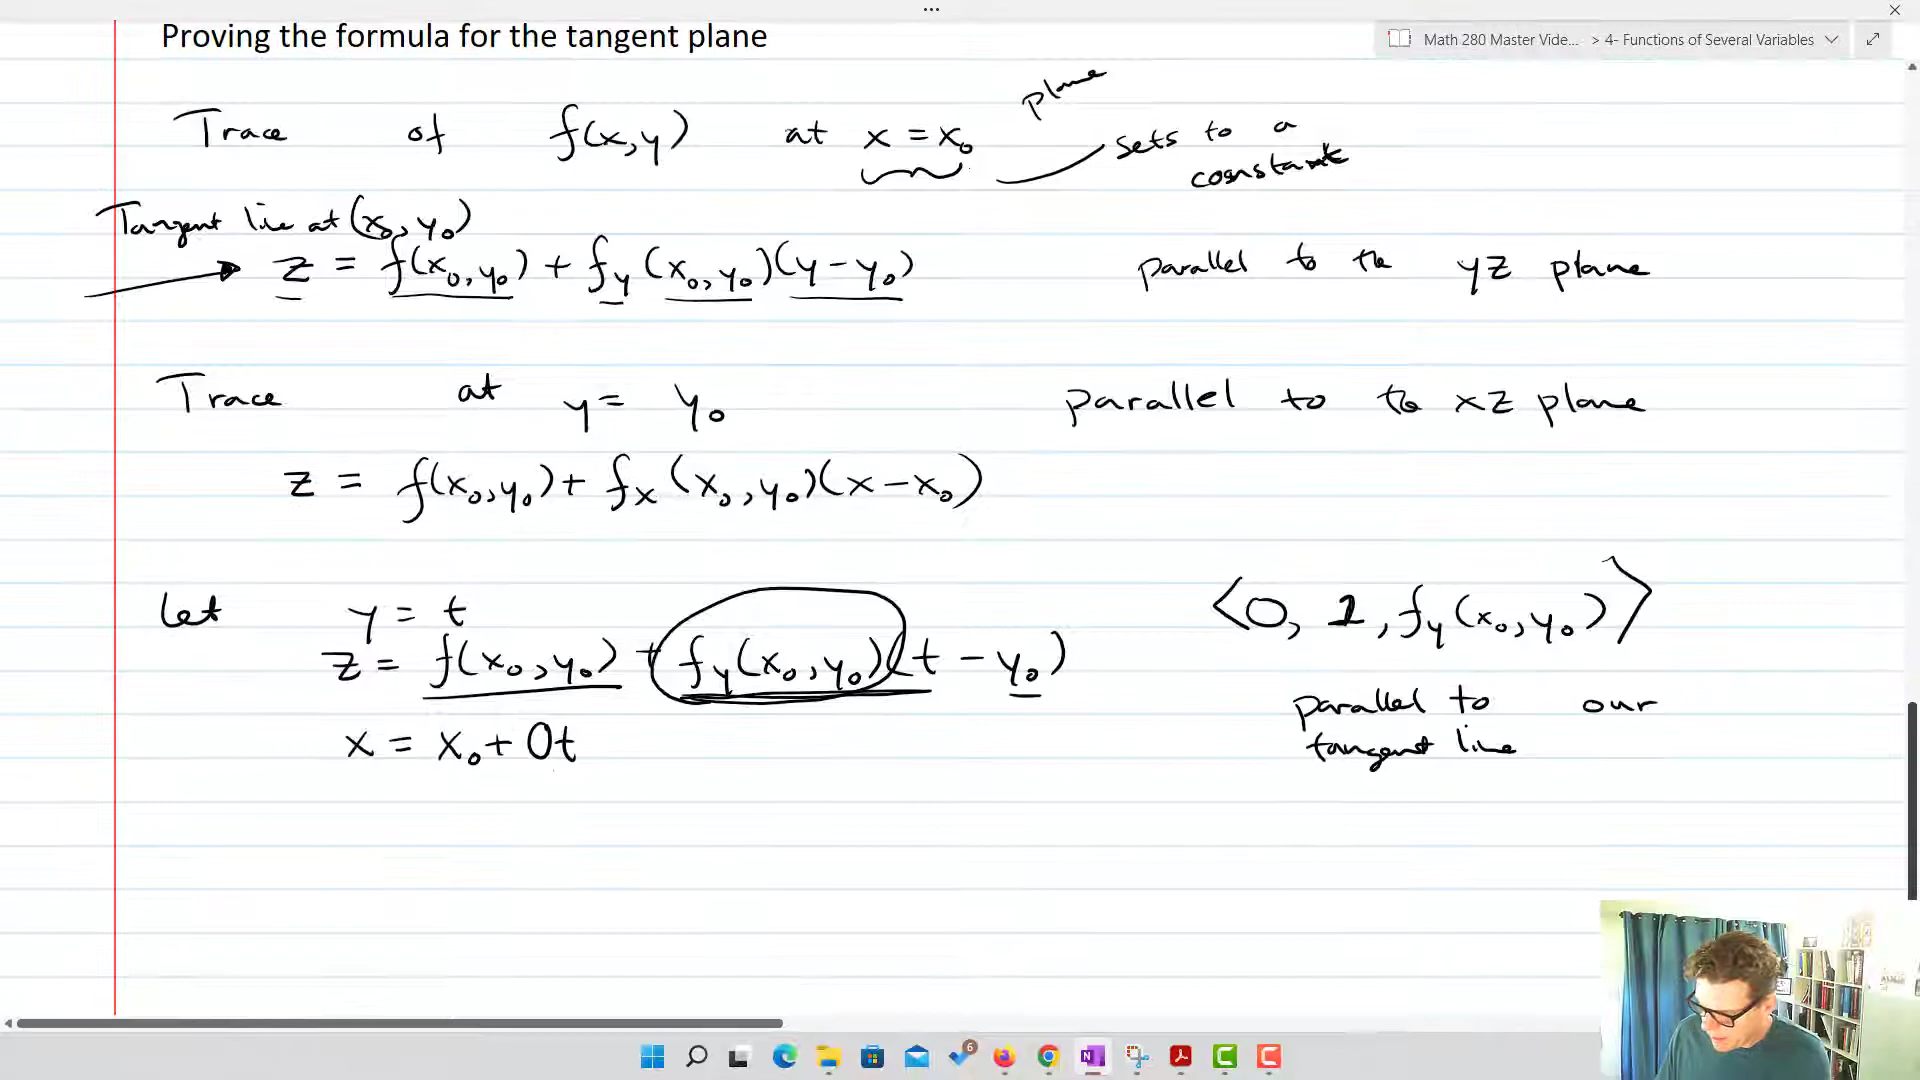 Proving the formula for the tangent plane
Math 280 Master Vide... > 4- Functions of Several Variables
plane
Trace of f(x,y) at x = x₀
sets to a
constant
Tangent line at (x₀, y₀)
z = f(x₀, y₀) + f_y (x₀, y₀)(y - y₀) parallel to the yz plane
Trace at y = y₀ parallel to the xz plane
z = f(x₀, y₀) + f_x (x₀, y₀)(x - x₀)
let y = t
⟨0, 1, f_y(x₀, y₀)⟩
z = f(x₀, y₀) + f_y(x₀, y₀)(t - y₀)
parallel to our
tangent line
x = x₀ + 0t
6